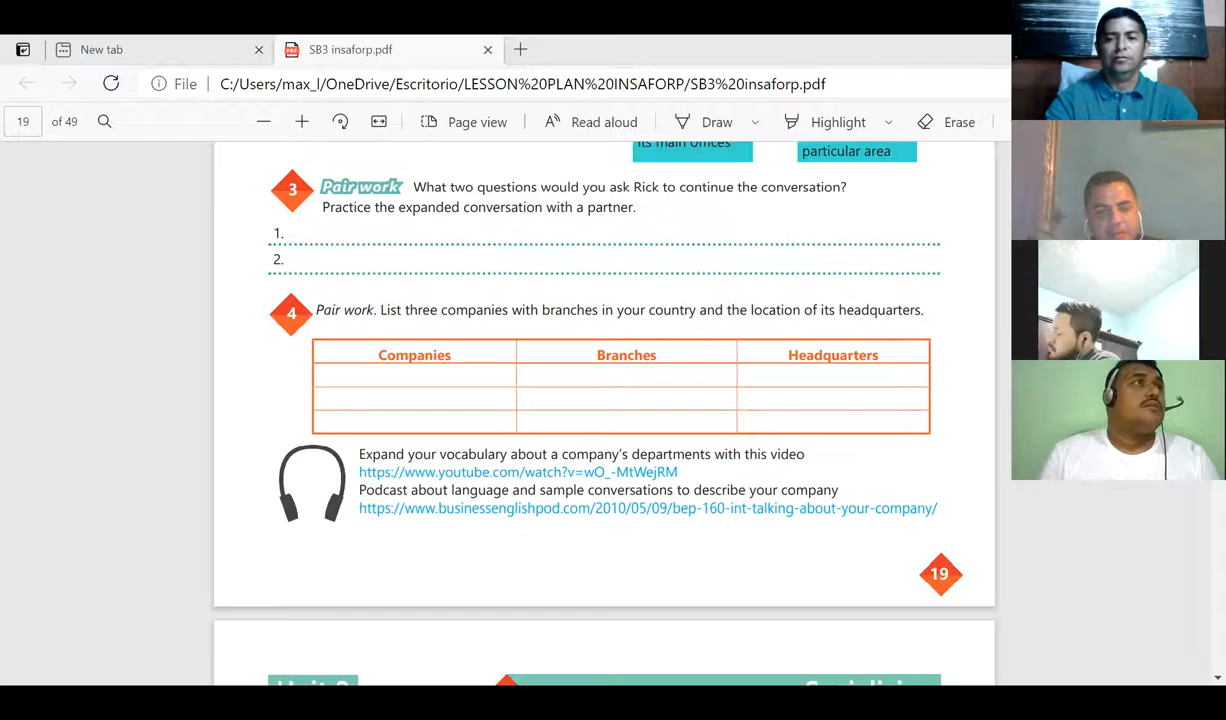 New tab
SB3 insaforp.pdf
File C:/Users/max_l/OneDrive/Escritorio/LESSON%20PLAN%20INSAFORP/SB3%20insaforp.pdf
19 of 49 Page view Read aloud Draw Highlight Erase
its main offices
particular area
3 Pair work What two questions would you ask Rick to continue the conversation?
Practice the expanded conversation with a partner.
1.
2.
4 Pair work. List three companies with branches in your country and the location of its headquarters.
Companies Branches Headquarters
Expand your vocabulary about a company's departments with this video
https://www.youtube.com/watch?v=wO_-MtWejRM
Podcast about language and sample conversations to describe your company
https://www.businessenglishpod.com/2010/05/09/bep-160-int-talking-about-your-company/
19